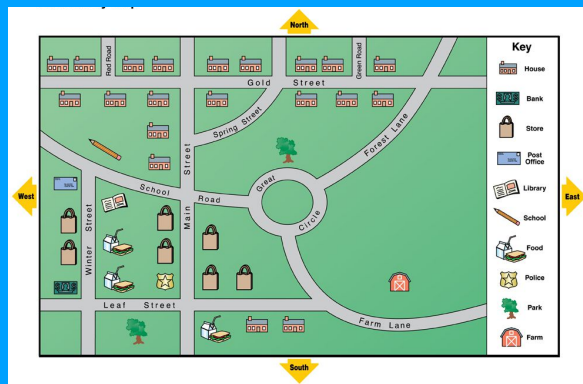 North
Key
House
Bank
Store
Post
Office
Library
School
Food
Police
Park
Farm
Red Road
Green Road
Gold Street
Spring Street
Forest Lane
School Road
Main Street
Great Circle
Winter Street
Leaf Street
Farm Lane
West
East
South